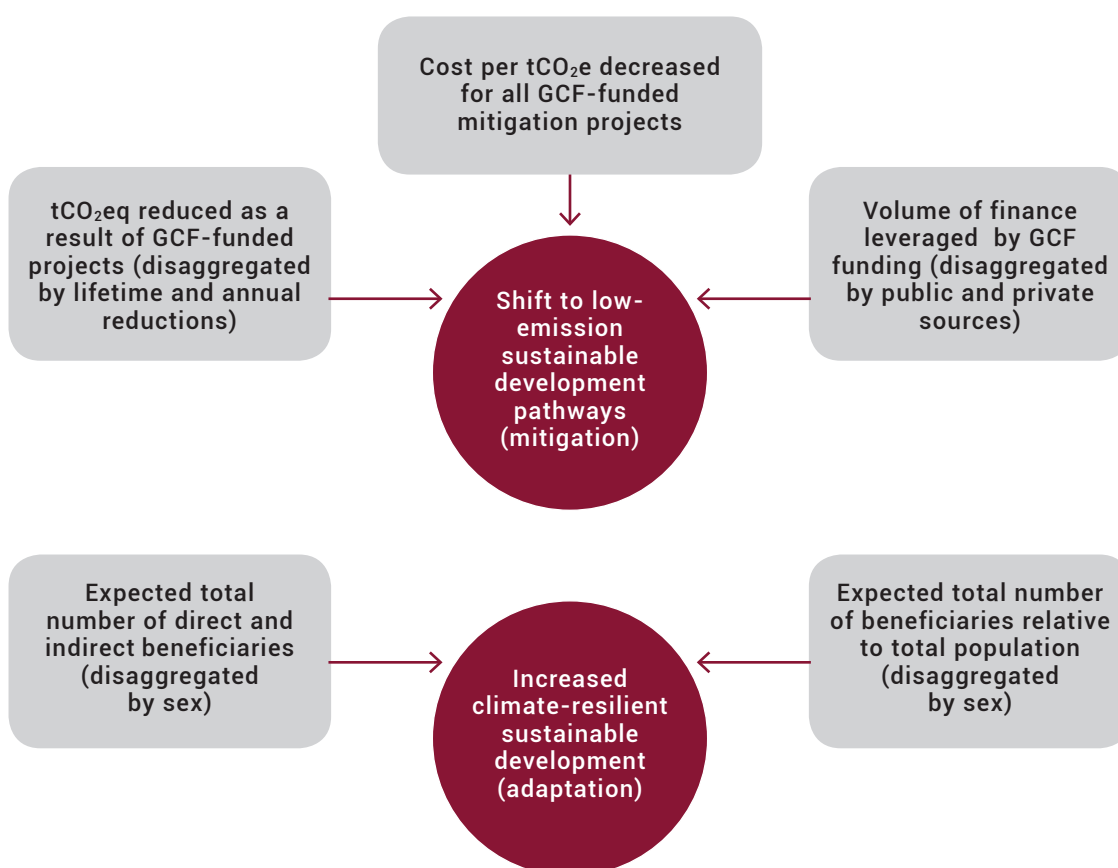 Cost per tCO₂e decreased
for all GCF-funded
mitigation projects
tCO₂eq reduced as a
result of GCF-funded
projects (disaggregated
by lifetime and annual
reductions)
Volume of finance
leveraged by GCF
funding (disaggregated
by public and private
sources)
Shift to low-
emission
sustainable
development
pathways
(mitigation)
Expected total
number of direct and
indirect beneficiaries
(disaggregated
by sex)
Expected total number
of beneficiaries relative
to total population
(disaggregated
by sex)
Increased
climate-resilient
sustainable
development
(adaptation)